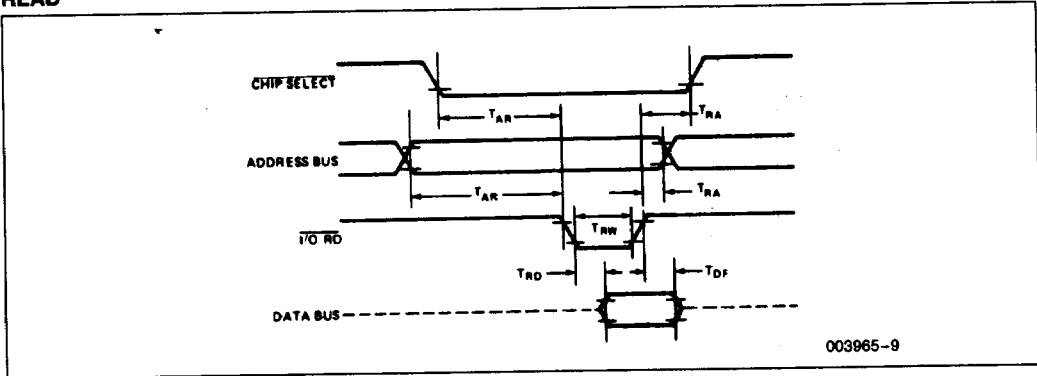 READ
CHIP SELECT
TAR
TRA
ADDRESS BUS
TAR
TRA
I/O RD
TRW
TRD
TDF
DATA BUS
003965-9